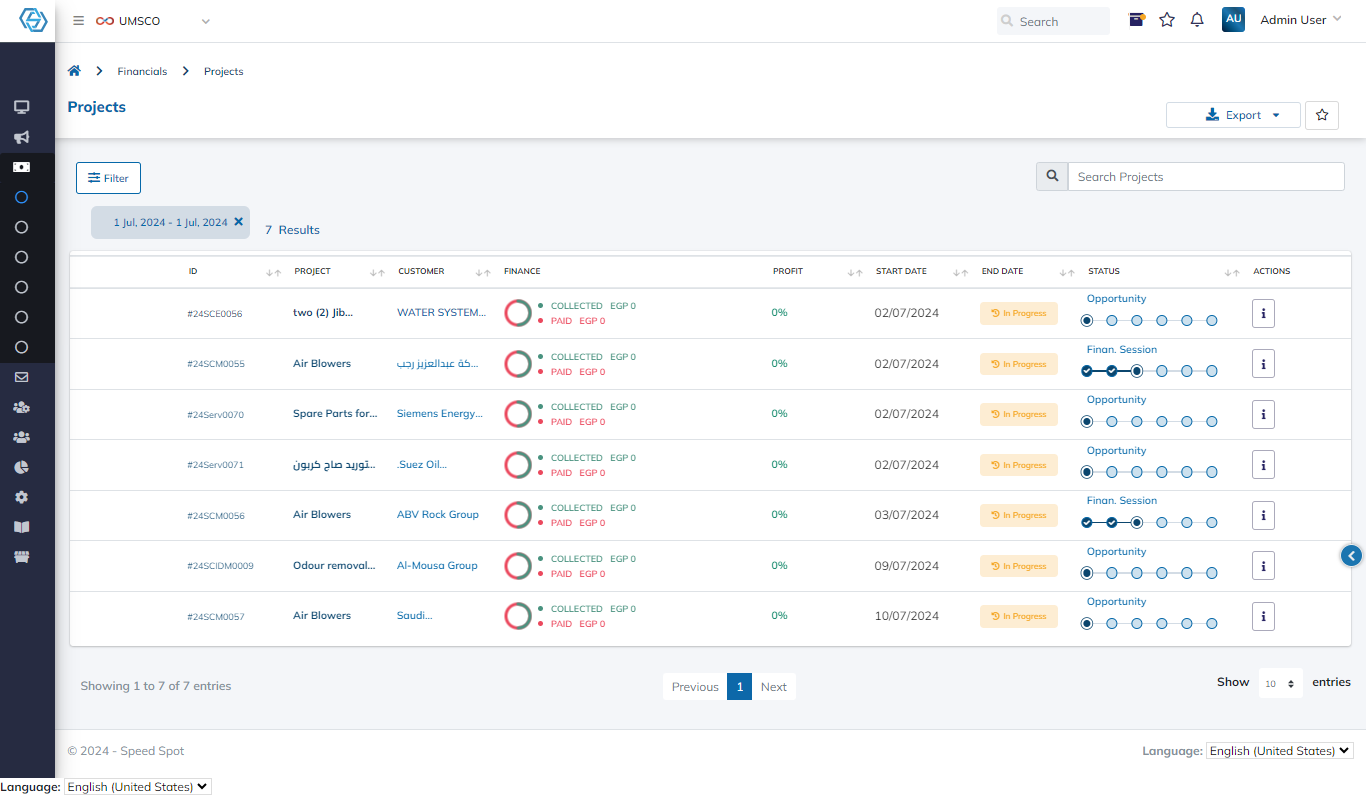 UMSCO
Search
AU
Admin User
Financials
Projects
Projects
Export
Filter
Search Projects
1 Jul, 2024 - 1 Jul, 2024
7 Results
ID PROJECT CUSTOMER FINANCE PROFIT START DATE END DATE STATUS ACTIONS
#24SCE0056 two (2) Jib... WATER SYSTEM... COLLECTED EGP 0 PAID EGP 0 0% 02/07/2024 In Progress Opportunity
#24SCM0055 Air Blowers كة عبدالعزيز رجب... COLLECTED EGP 0 PAID EGP 0 0% 02/07/2024 In Progress Finan. Session
#24Serv0070 Spare Parts for... Siemens Energy... COLLECTED EGP 0 PAID EGP 0 0% 02/07/2024 In Progress Opportunity
#24Serv0071 توريد صاج كربون... .Suez Oil... COLLECTED EGP 0 PAID EGP 0 0% 02/07/2024 In Progress Opportunity
#24SCM0056 Air Blowers ABV Rock Group COLLECTED EGP 0 PAID EGP 0 0% 03/07/2024 In Progress Finan. Session
#24SCIDM0009 Odour removal... Al-Mousa Group COLLECTED EGP 0 PAID EGP 0 0% 09/07/2024 In Progress Opportunity
#24SCM0057 Air Blowers Saudi... COLLECTED EGP 0 PAID EGP 0 0% 10/07/2024 In Progress Opportunity
Showing 1 to 7 of 7 entries
Previous 1 Next
Show 10 entries
© 2024 - Speed Spot
Language: English (United States)
Language: English (United States)